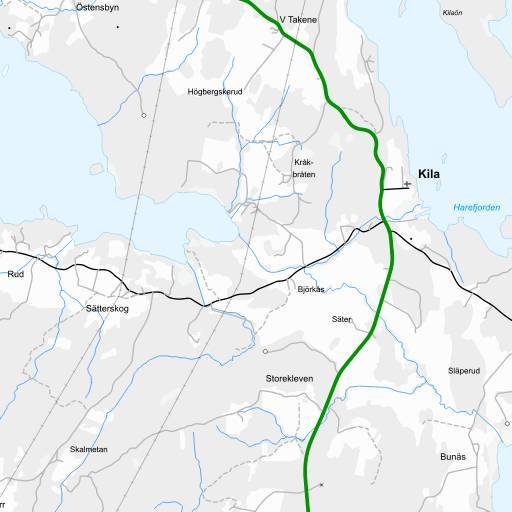 Östensbyn
Kilaön
V Takene
Högbergskerud
Kråk-
bråten
Kila
Harefjorden
Rud
Björkås
Sätterskog
Säter
Släperud
Storekleven
Skalmetan
Bunäs